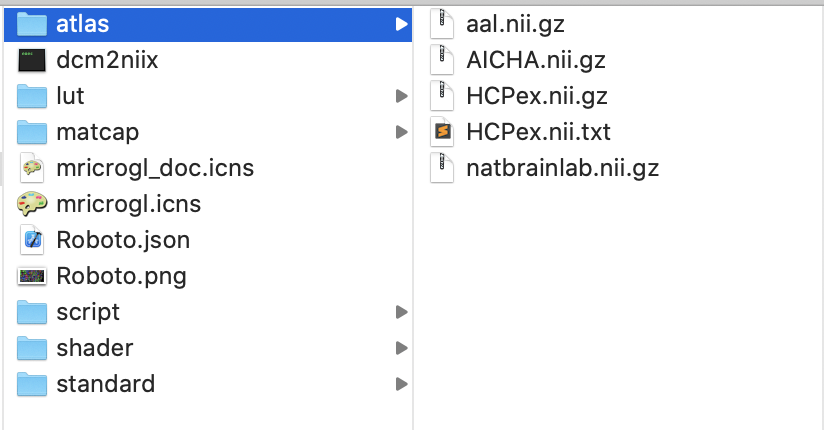 atlas
dcm2niix
lut
matcap
mricrogl_doc.icns
mricrogl.icns
Roboto.json
Roboto.png
script
shader
standard
aal.nii.gz
AICHA.nii.gz
HCPex.nii.gz
HCPex.nii.txt
natbrainlab.nii.gz